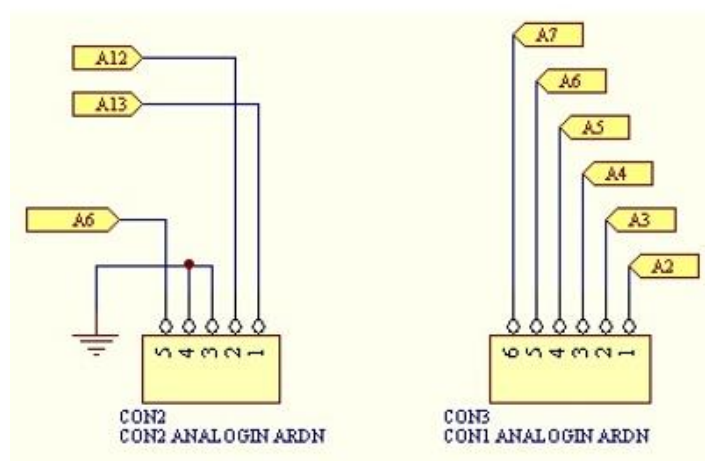 A12
A13
A6
5 4 3 2 1
CON2
CON2 ANALOGIN ARDN
A7
A6
A5
A4
A3
A2
6 5 4 3 2 1
CON3
CON1 ANALOGIN ARDN